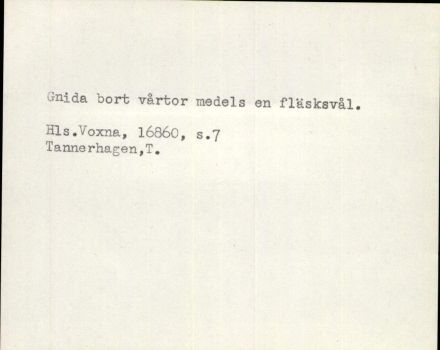 Gnida bort vårtor medels en fläsksvål.
Hls.Voxna, 16860, s.7
Tannerhagen,T.